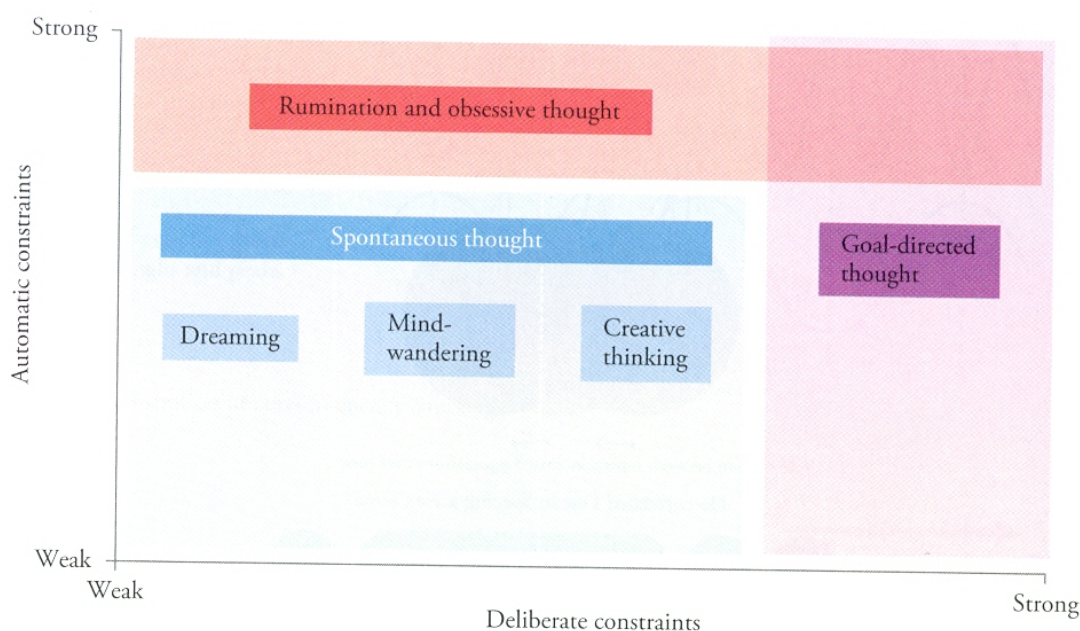 Strong
Rumination and obsessive thought
Automatic constraints
Spontaneous thought
Goal-directed
thought
Dreaming
Mind-
wandering
Creative
thinking
Weak
Weak
Strong
Deliberate constraints